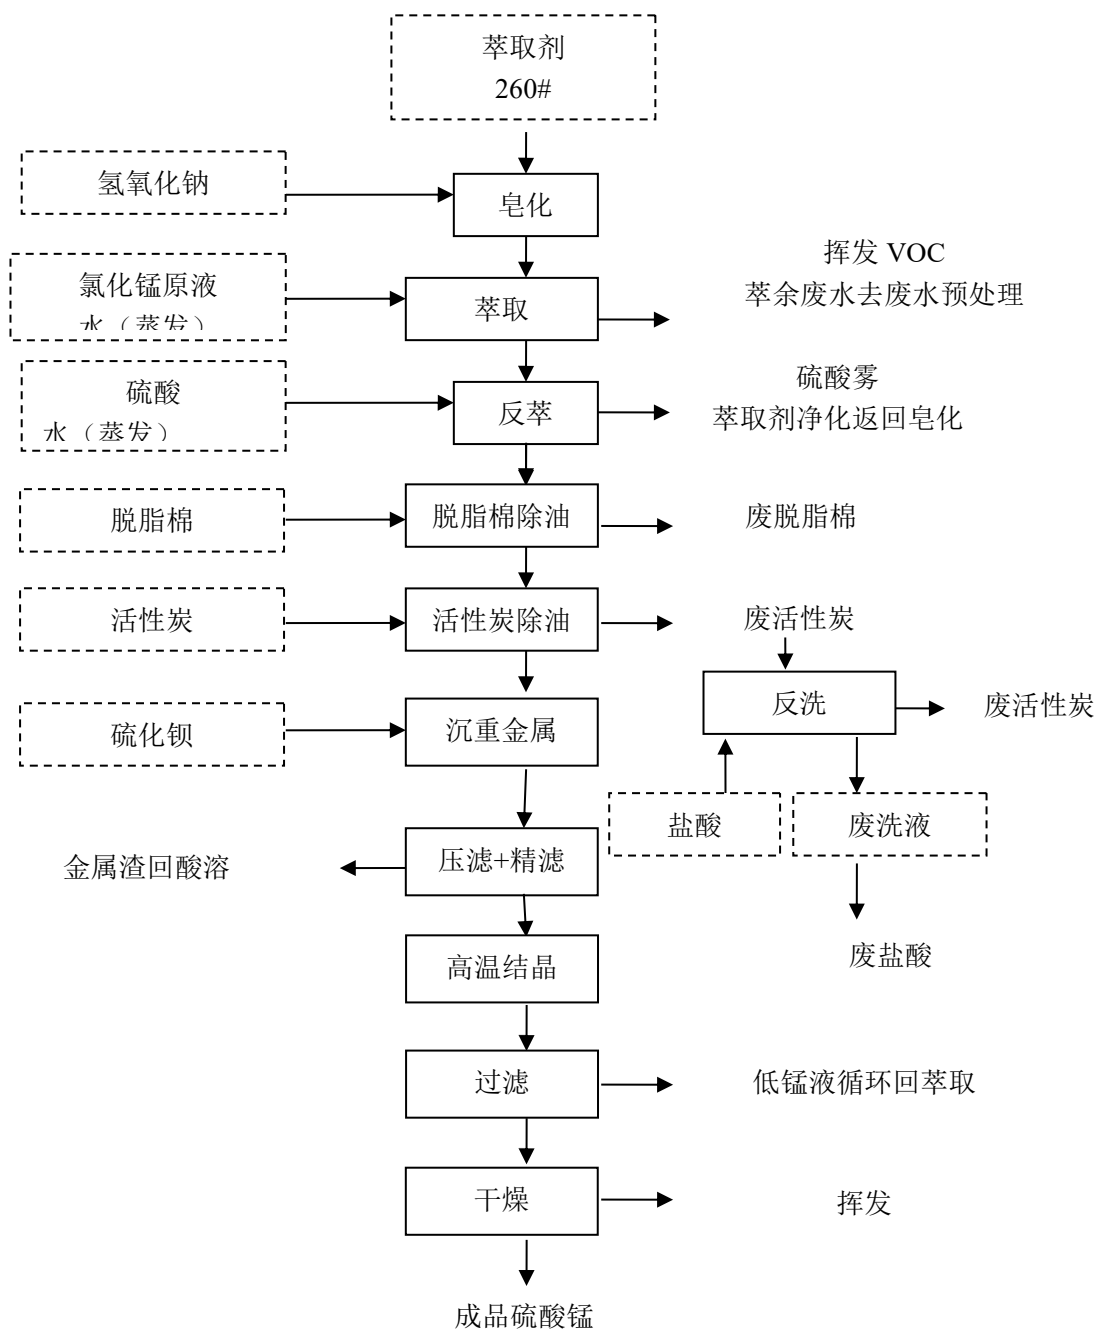 萃取剂
260#
氢氧化钠
皂化
氯化锰原液
水（蒸发）
萃取
挥发 VOC
萃余废水去废水预处理
硫酸
水（蒸发）
反萃
硫酸雾
萃取剂净化返回皂化
脱脂棉
脱脂棉除油
废脱脂棉
活性炭
活性炭除油
废活性炭
反洗
废活性炭
硫化钡
沉重金属
盐酸
废洗液
金属渣回酸溶
压滤+精滤
废盐酸
高温结晶
过滤
低锰液循环回萃取
干燥
挥发
成品硫酸锰